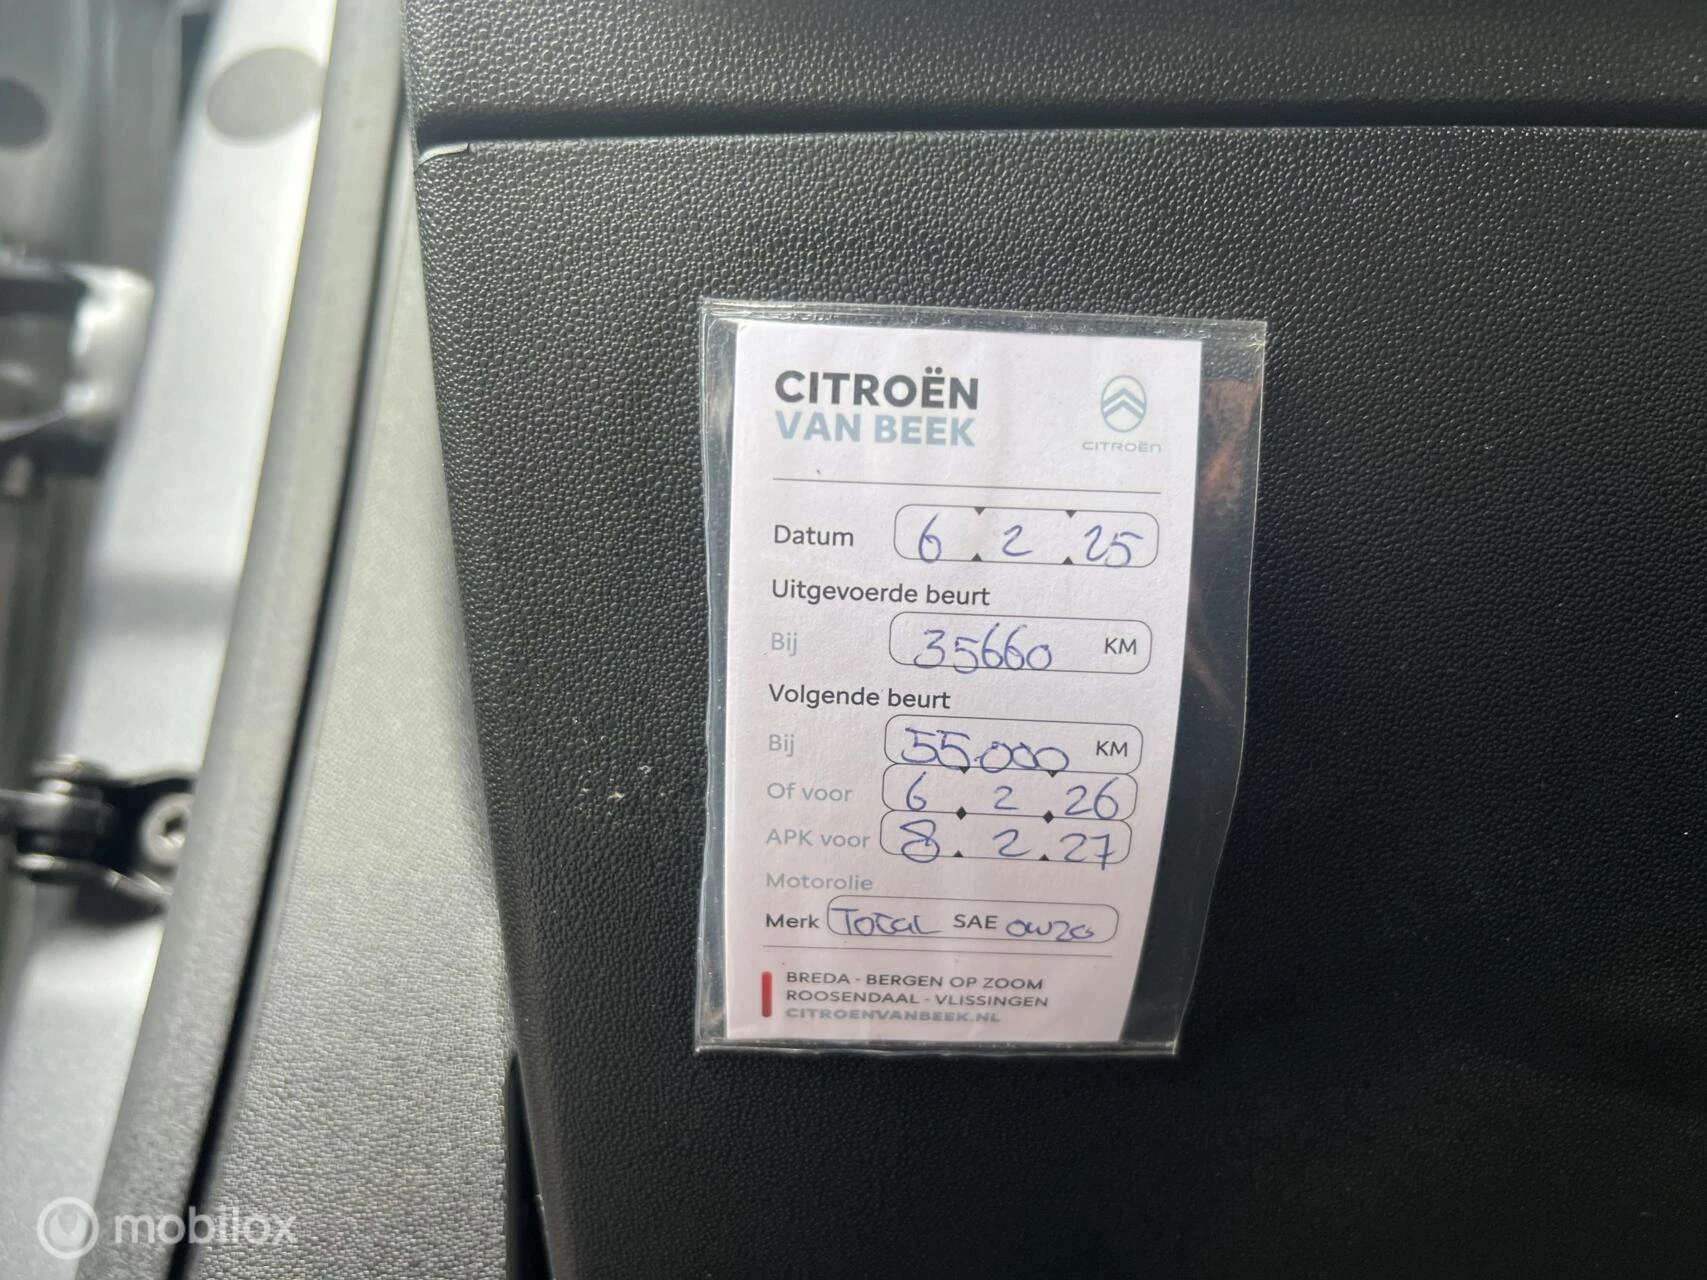 CITROËN
VAN BEEK
CITROËN
Datum 6 2 25
Uitgevoerde beurt
Bij 35660 KM
Volgende beurt
Bij 55.000 KM
Of voor 6 2 26
APK voor 8 2 27
Motorolie
Merk TOTAL SAE 0W20
BREDA - BERGEN OP ZOOM
ROOSENDAAL - VLISSINGEN
CITROENVANBEEK.NL
mobilox